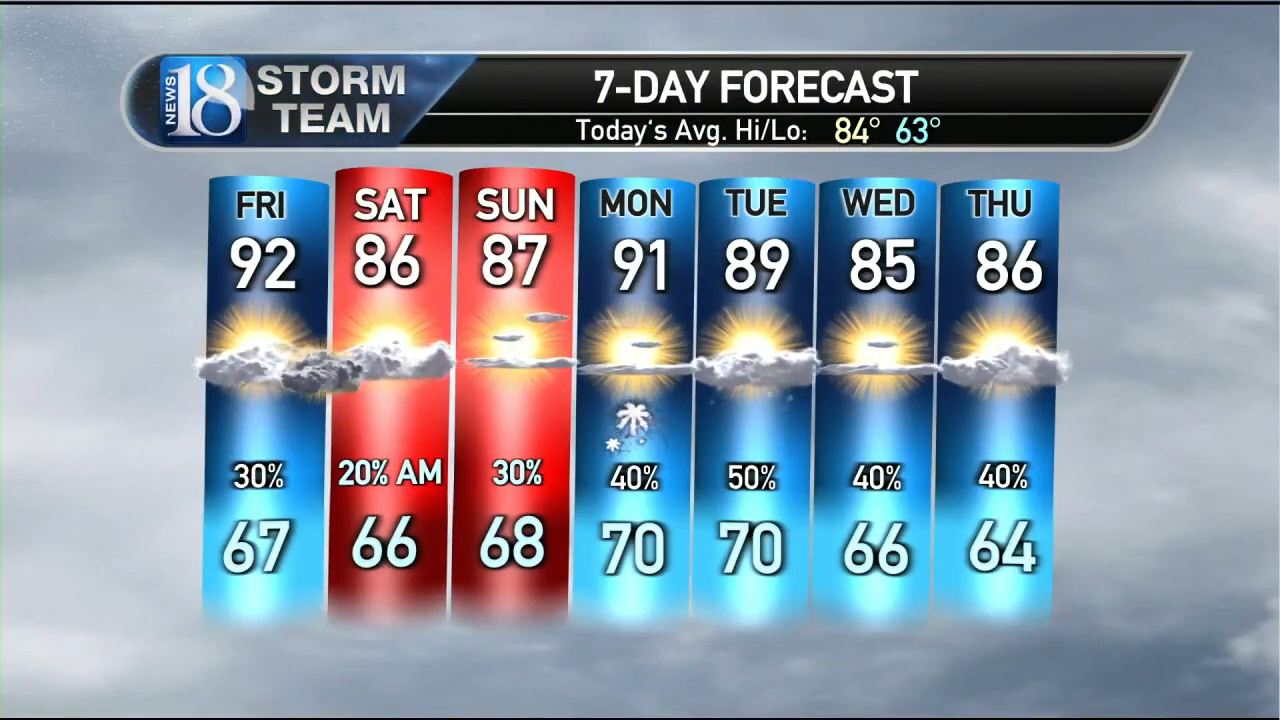 NEWS 18 STORM TEAM
7-DAY FORECAST
Today's Avg. Hi/Lo: 84° 63°
FRI SAT SUN MON TUE WED THU
92 86 87 91 89 85 86
30% 20% AM 30% 40% 50% 40% 40%
67 66 68 70 70 66 64